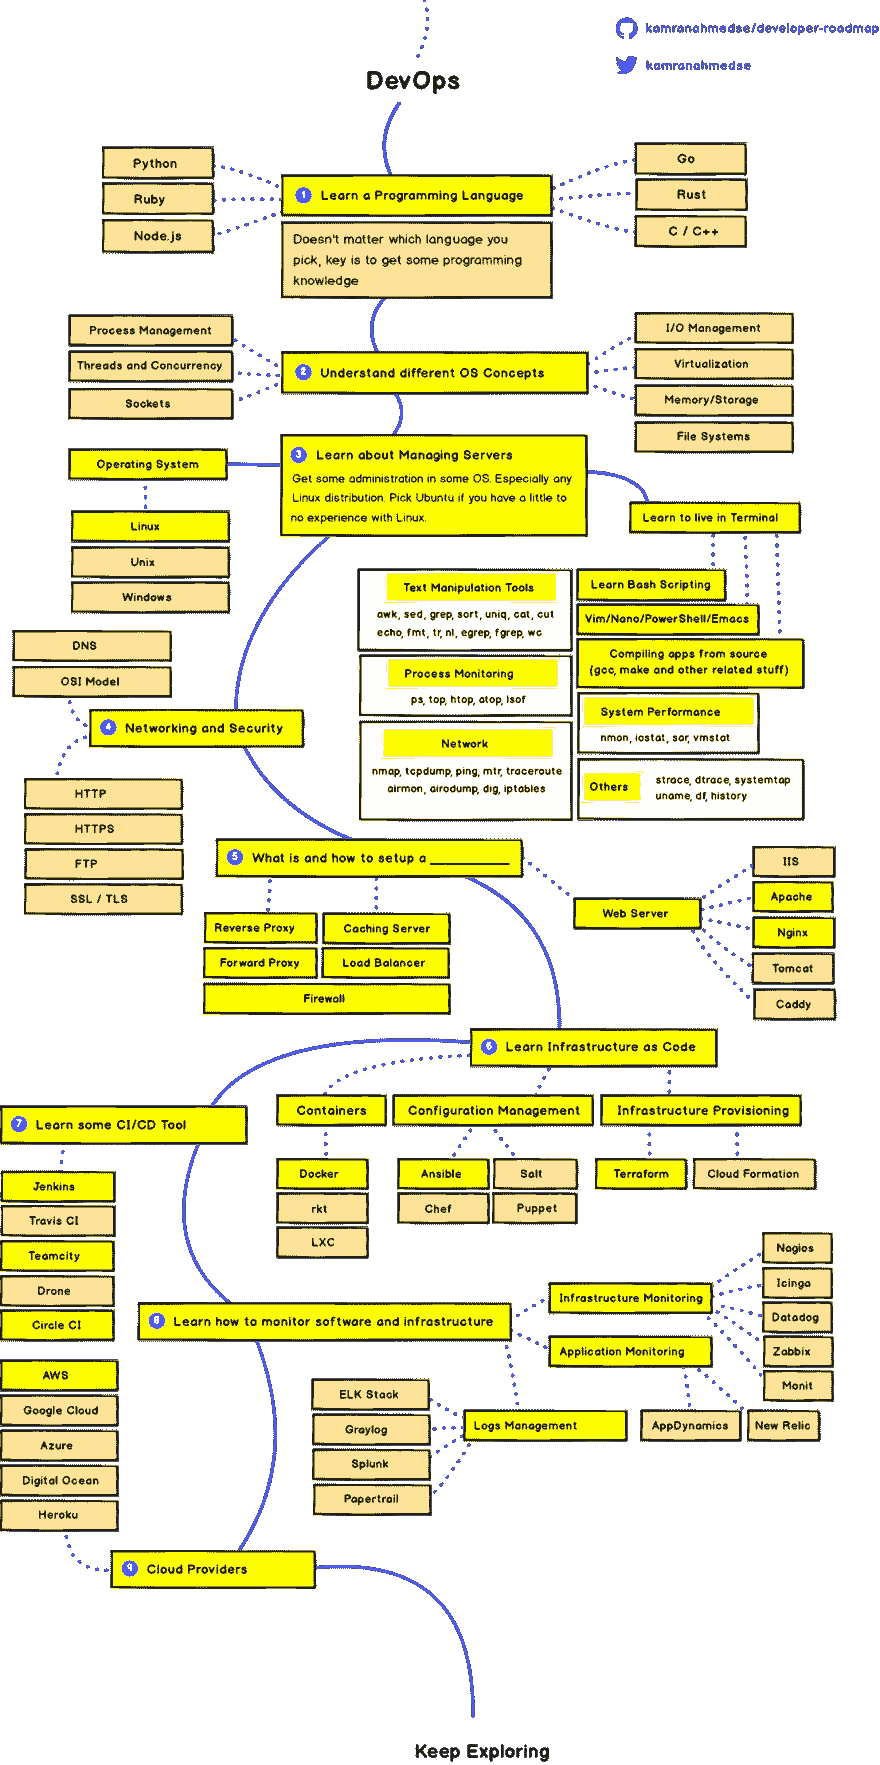 kamranahmedse/developer-roadmap
kamranahmedse
DevOps
1 Learn a Programming Language
Doesn't matter which language you
pick, key is to get some programming
knowledge
Python
Ruby
Node.js
Go
Rust
C / C++
2 Understand different OS Concepts
Process Management
Threads and Concurrency
Sockets
I/O Management
Virtualization
Memory/Storage
File Systems
3 Learn about Managing Servers
Get some administration in some OS. Especially any
Linux distribution. Pick Ubuntu if you have a little to
no experience with Linux.
Operating System
Linux
Unix
Windows
Learn to live in Terminal
Text Manipulation Tools
awk, sed, grep, sort, uniq, cat, cut
echo, fmt, tr, nl, egrep, fgrep, wc
Process Monitoring
ps, top, htop, atop, lsof
Network
nmap, tcpdump, ping, mtr, traceroute
airmon, airodump, dig, iptables
Learn Bash Scripting
Vim/Nano/PowerShell/Emacs
Compiling apps from source
(gcc, make and other related stuff)
System Performance
nmon, iostat, sar, vmstat
Others
strace, dtrace, systemtap
uname, df, history
DNS
OSI Model
4 Networking and Security
HTTP
HTTPS
FTP
SSL / TLS
5 What is and how to setup a ___________
Reverse Proxy
Caching Server
Forward Proxy
Load Balancer
Firewall
Web Server
IIS
Apache
Nginx
Tomcat
Caddy
6 Learn Infrastructure as Code
Containers
Docker
rkt
LXC
Configuration Management
Ansible
Salt
Chef
Puppet
Infrastructure Provisioning
Terraform
Cloud Formation
7 Learn some CI/CD Tool
Jenkins
Travis CI
Teamcity
Drone
Circle CI
8 Learn how to monitor software and infrastructure
Infrastructure Monitoring
Nagios
Icinga
Datadog
Zabbix
Monit
Application Monitoring
AppDynamics
New Relic
Logs Management
ELK Stack
Graylog
Splunk
Papertrail
AWS
Google Cloud
Azure
Digital Ocean
Heroku
9 Cloud Providers
Keep Exploring